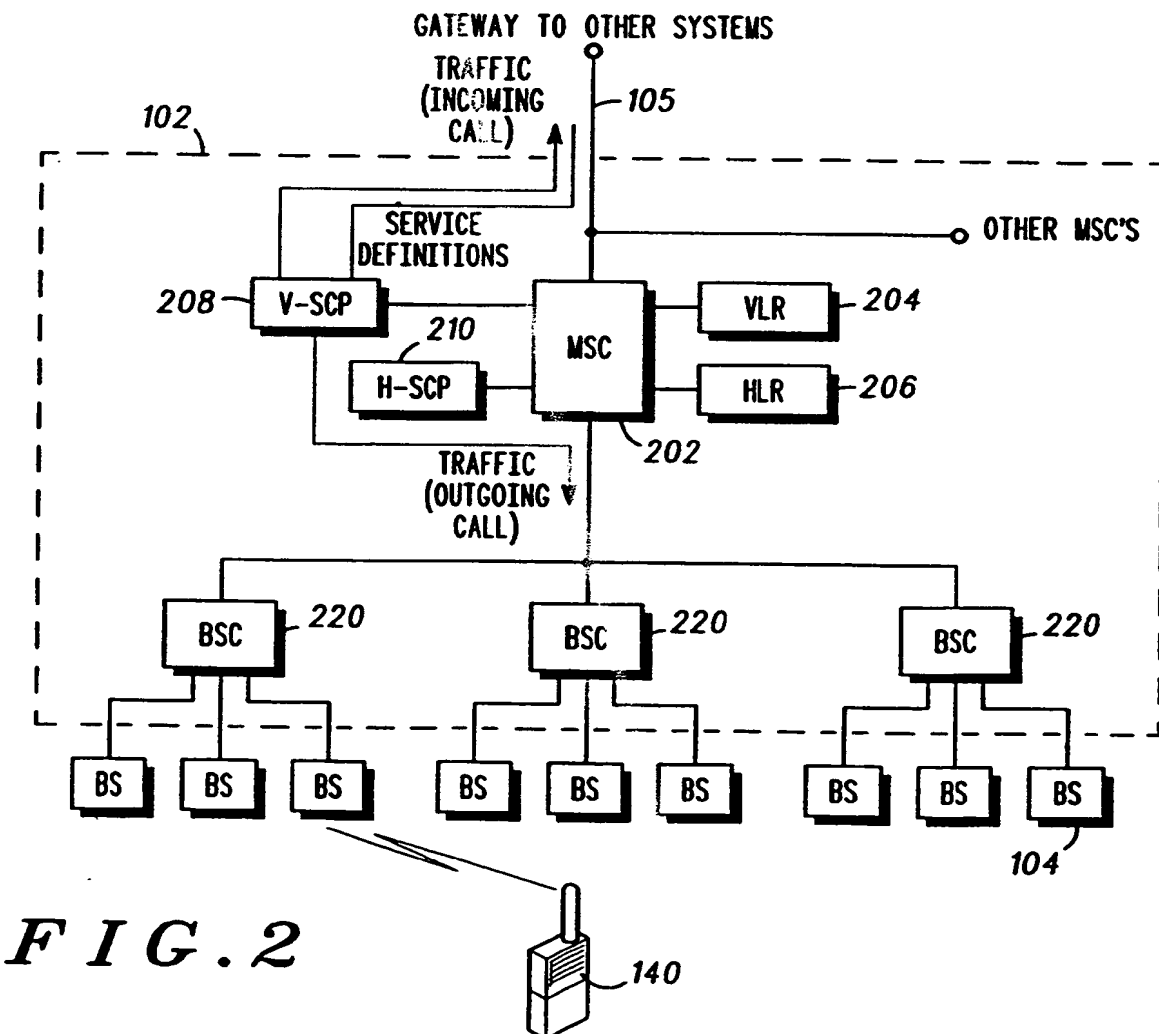 GATEWAY TO OTHER SYSTEMS
TRAFFIC
(INCOMING
CALL)
105
102
SERVICE
DEFINITIONS
OTHER MSC'S
208
V-SCP
MSC
VLR
204
210
H-SCP
HLR
206
202
TRAFFIC
(OUTGOING
CALL)
BSC
220
BSC
220
BSC
220
BS
BS
BS
BS
BS
BS
BS
BS
BS
104
FIG.2
140